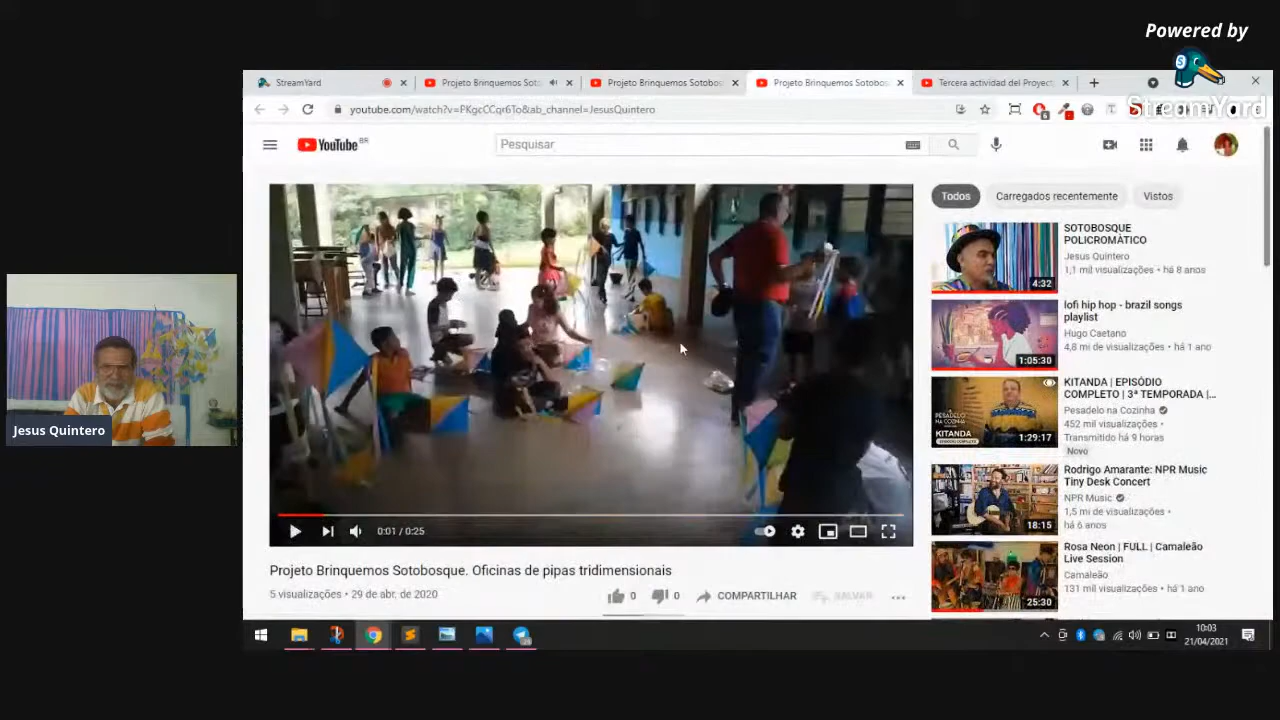 Powered by
StreamYard
StreamYard
Projeto Brinquemos Soto
Projeto Brinquemos Sotobos
Projeto Brinquemos Sotobos
Tercera actividad del Proyect
youtube.com/watch?v=PKgcCCqr6To&ab_channel=JesusQuintero
YouTube BR
Pesquisar
Todos
Carregados recentemente
Vistos
SOTOBOSQUE
POLICROMÁTICO
Jesus Quintero
1,1 mil visualizações • há 8 anos
4:32
lofi hip hop - brazil songs
playlist
Hugo Caetano
4,8 mi de visualizações • há 1 ano
1:05:30
KITANDA | EPISÓDIO
COMPLETO | 3ª TEMPORADA |...
Pesadelo na Cozinha
452 mil visualizações •
Transmitido há 9 horas
Novo
PESADELO
NA COZINHA
KITANDA
1:29:17
Rodrigo Amarante: NPR Music
Tiny Desk Concert
NPR Music
1,5 mi de visualizações •
há 6 anos
18:15
Rosa Neon | FULL | Camaleão
Live Session
Camaleão
131 mil visualizações • há 1 ano
25:30
Jesus Quintero
0:01 / 0:25
Projeto Brinquemos Sotobosque. Oficinas de pipas tridimensionais
5 visualizações • 29 de abr. de 2020
0
0
COMPARTILHAR
SALVAR
10:03
21/04/2021